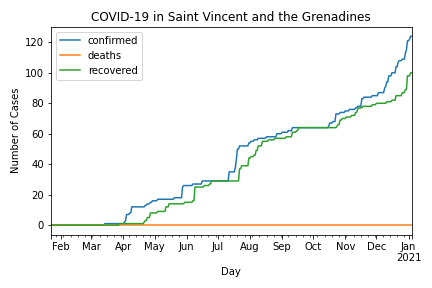 COVID-19 in Saint Vincent and the Grenadines
confirmed
deaths
recovered
Number of Cases
120
100
80
60
40
20
0
Feb Mar Apr May Jun Jul Aug Sep Oct Nov Dec Jan
2021
Day